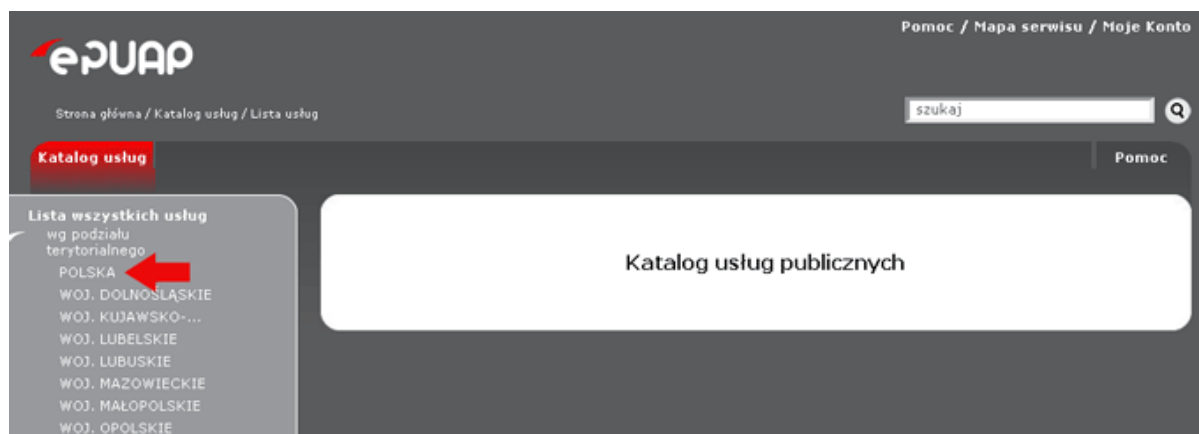 Pomoc / Mapa serwisu / Moje Konto
ePUAP
Strona główna / Katalog usług / Lista usług
szukaj
Katalog usług
Pomoc
Lista wszystkich usług
wg podziału
terytorialnego
POLSKA
WOJ. DOLNOŚLĄSKIE
WOJ. KUJAWSKO-...
WOJ. LUBELSKIE
WOJ. LUBUSKIE
WOJ. MAZOWIECKIE
WOJ. MAŁOPOLSKIE
WOJ. OPOLSKIE
Katalog usług publicznych